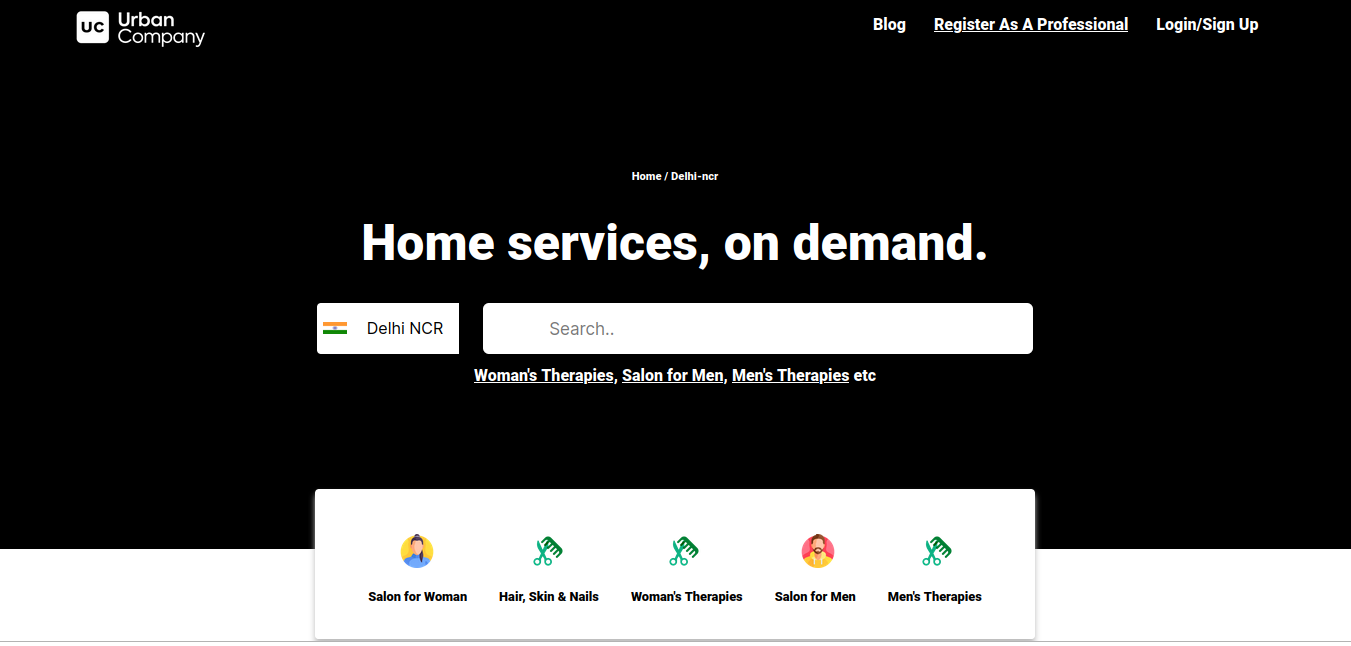 UC Urban
Company
Blog Register As A Professional Login/Sign Up
Home / Delhi-ncr
Home services, on demand.
Delhi NCR Search..
Woman's Therapies, Salon for Men, Men's Therapies etc
Salon for Woman Hair, Skin & Nails Woman's Therapies Salon for Men Men's Therapies